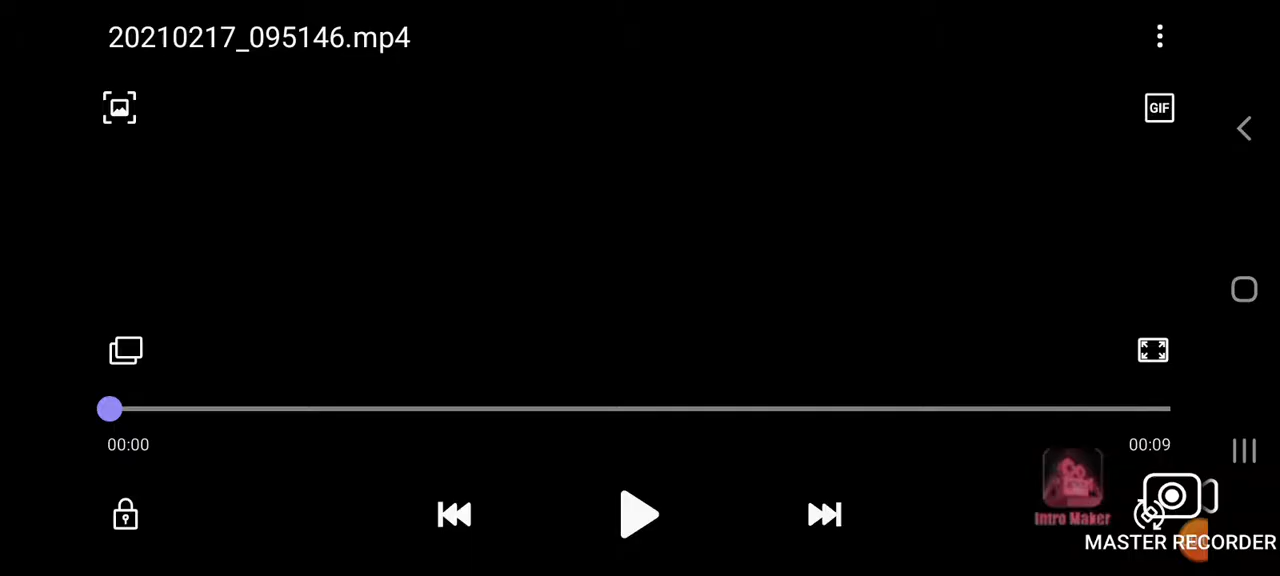 20210217_095146.mp4
GIF
00:00
00:09
Intro Maker
MASTER RECORDER